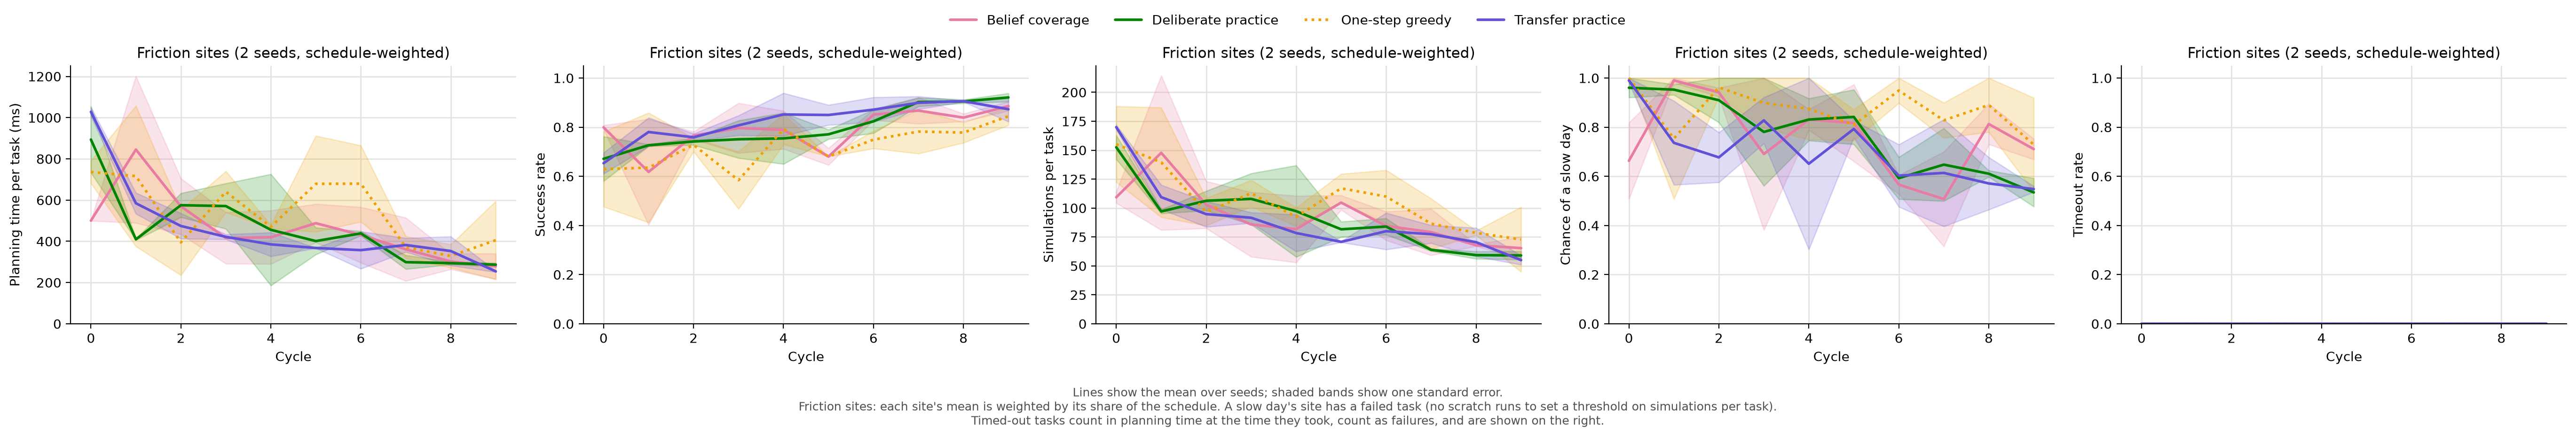 Belief coverage Deliberate practice One-step greedy Transfer practice
Friction sites (2 seeds, schedule-weighted)
Planning time per task (ms)
1200
1000
800
600
400
200
0
0 2 4 6 8
Cycle
Friction sites (2 seeds, schedule-weighted)
Success rate
1.0
0.8
0.6
0.4
0.2
0.0
0 2 4 6 8
Cycle
Friction sites (2 seeds, schedule-weighted)
Simulations per task
200
175
150
125
100
75
50
25
0
0 2 4 6 8
Cycle
Friction sites (2 seeds, schedule-weighted)
Chance of a slow day
1.0
0.8
0.6
0.4
0.2
0.0
0 2 4 6 8
Cycle
Friction sites (2 seeds, schedule-weighted)
Timeout rate
1.0
0.8
0.6
0.4
0.2
0.0
0 2 4 6 8
Cycle
Lines show the mean over seeds; shaded bands show one standard error.
Friction sites: each site's mean is weighted by its share of the schedule. A slow day's site has a failed task (no scratch runs to set a threshold on simulations per task).
Timed-out tasks count in planning time at the time they took, count as failures, and are shown on the right.